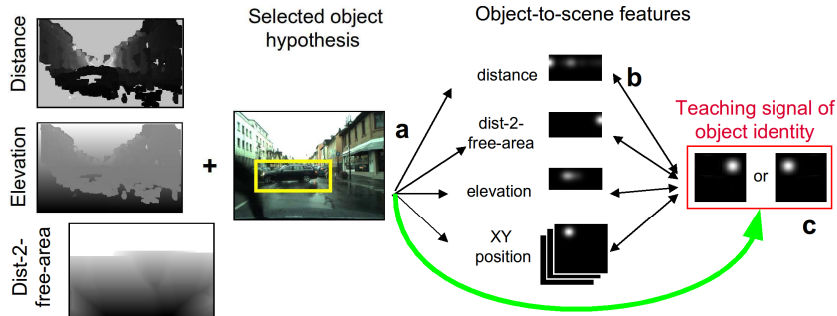 Distance
Elevation
Dist-2-
free-area
+
Selected object
hypothesis
a
Object-to-scene features
distance
dist-2-
free-area
elevation
XY
position
b
Teaching signal of
object identity
or
c